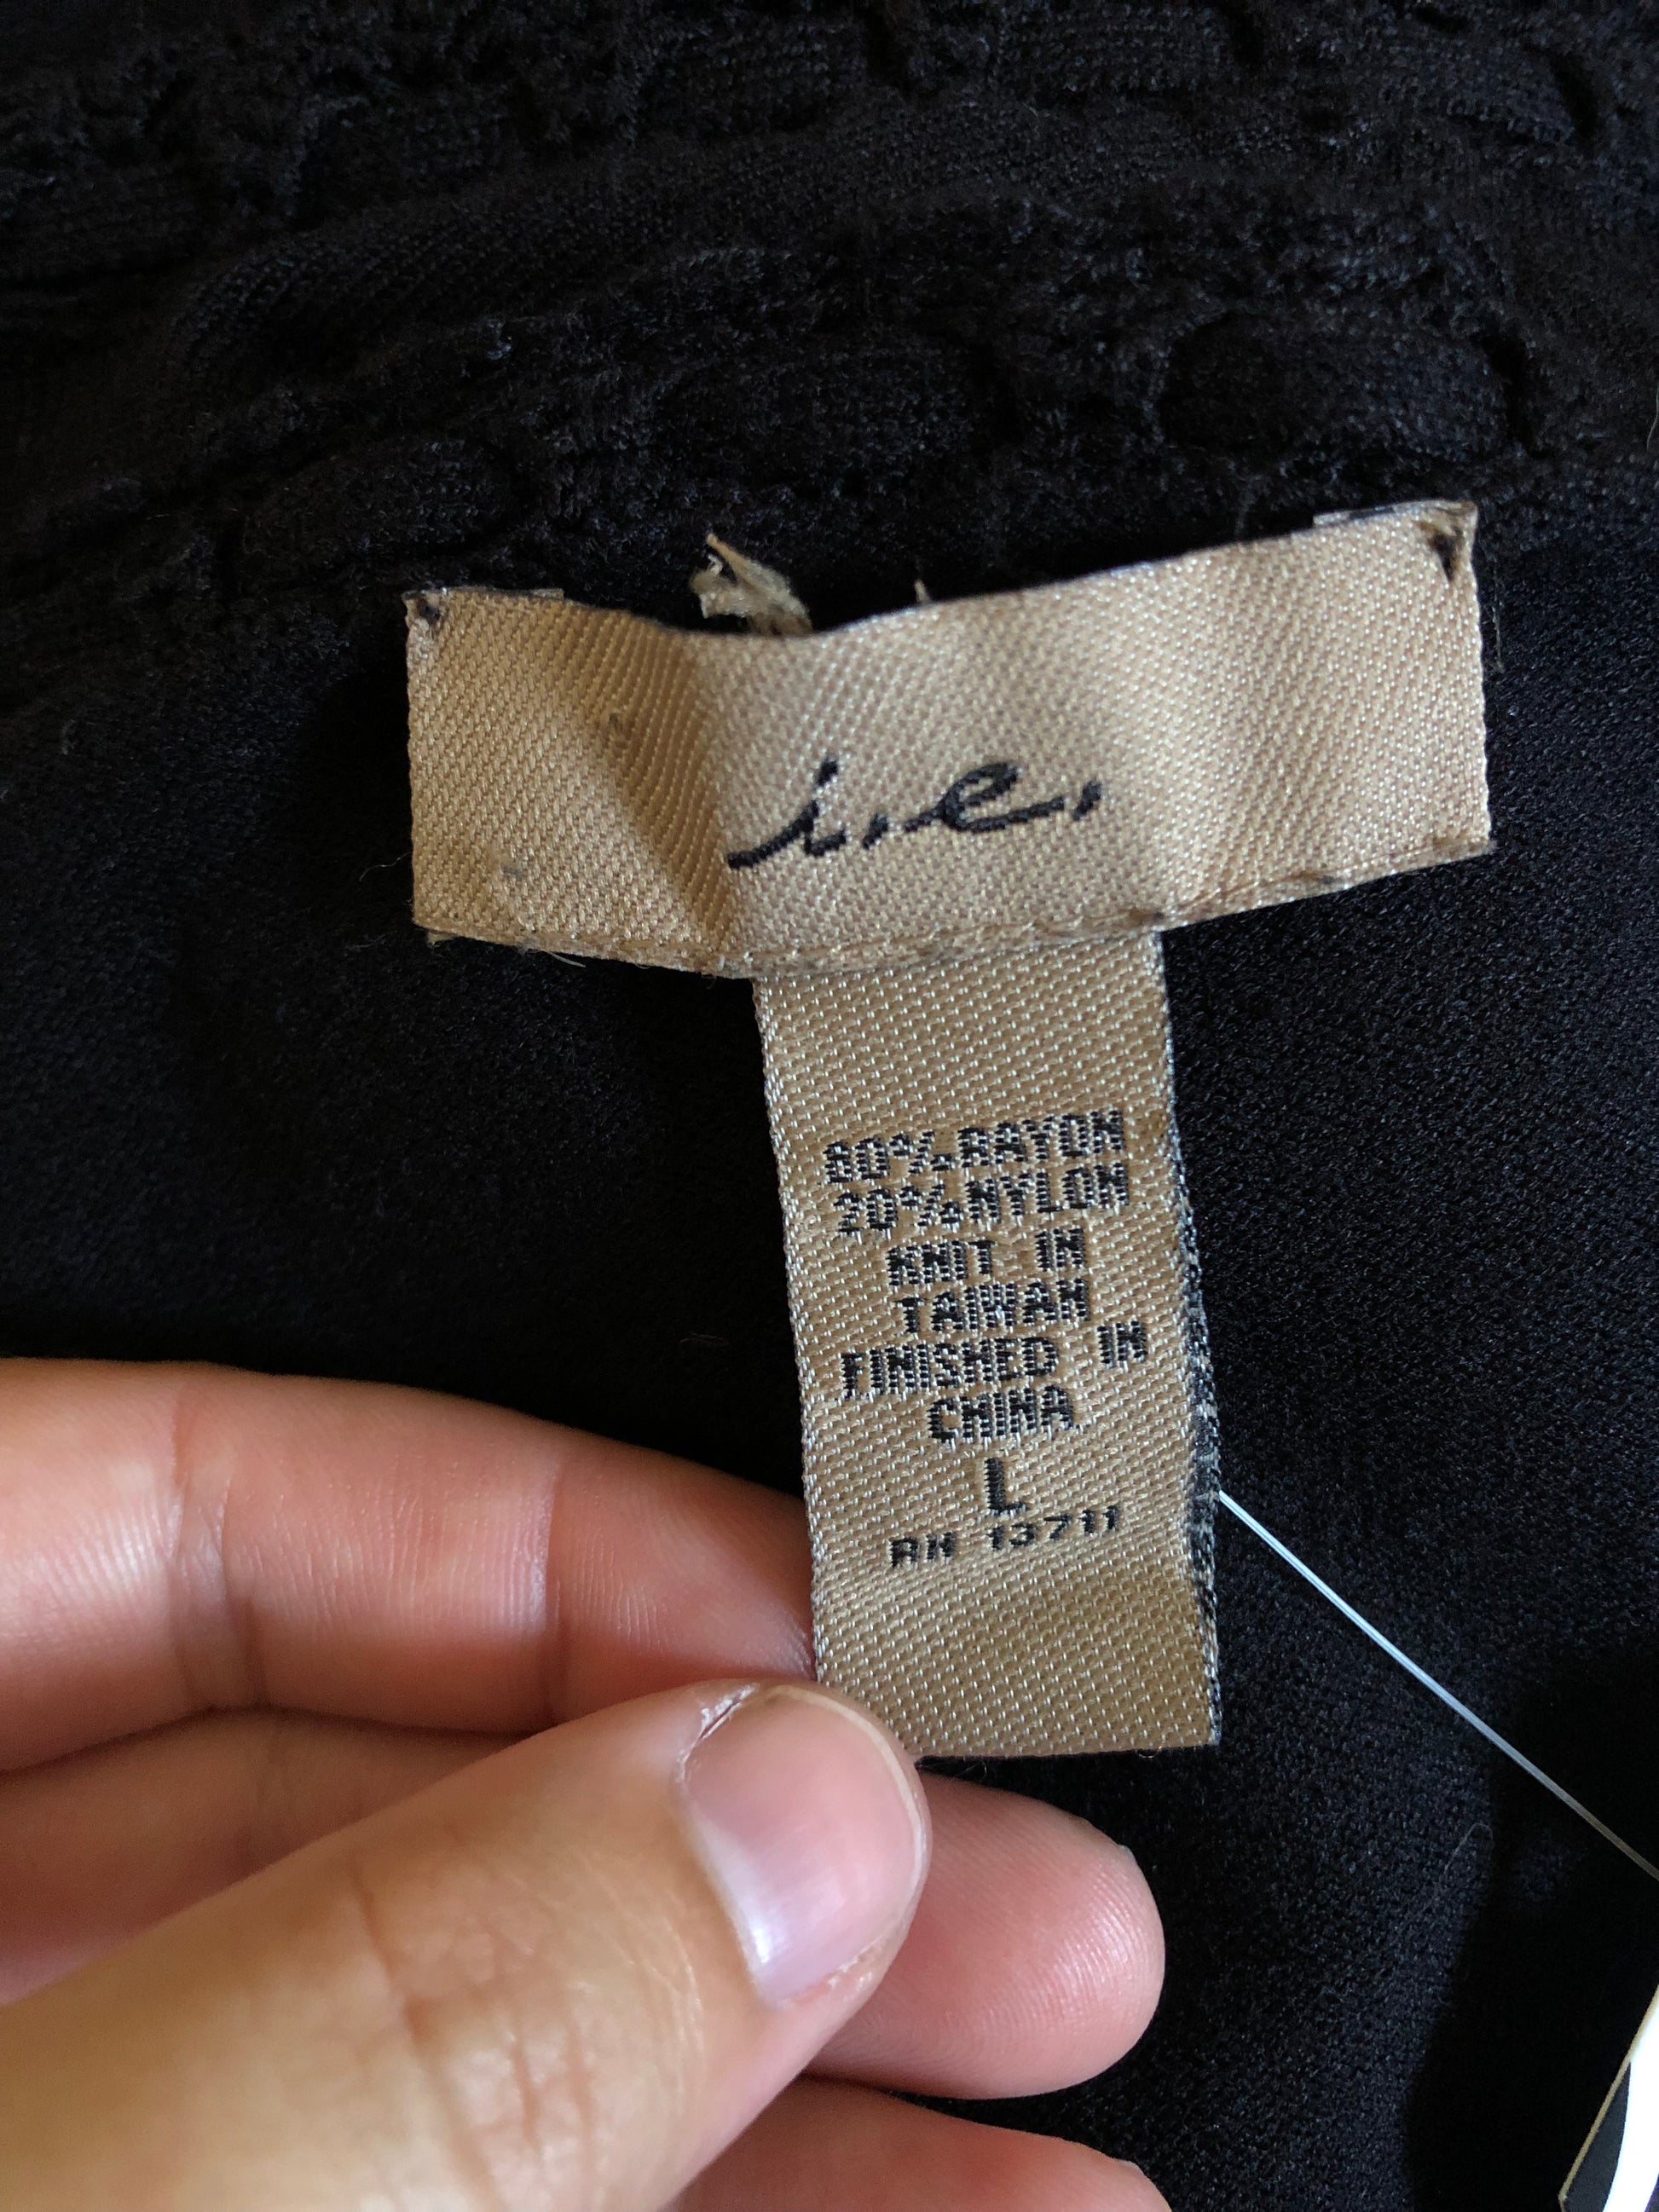 i.e.
80% RAYON
20% NYLON
KNIT IN
TAIWAN
FINISHED IN
CHINA
L
RN 13711